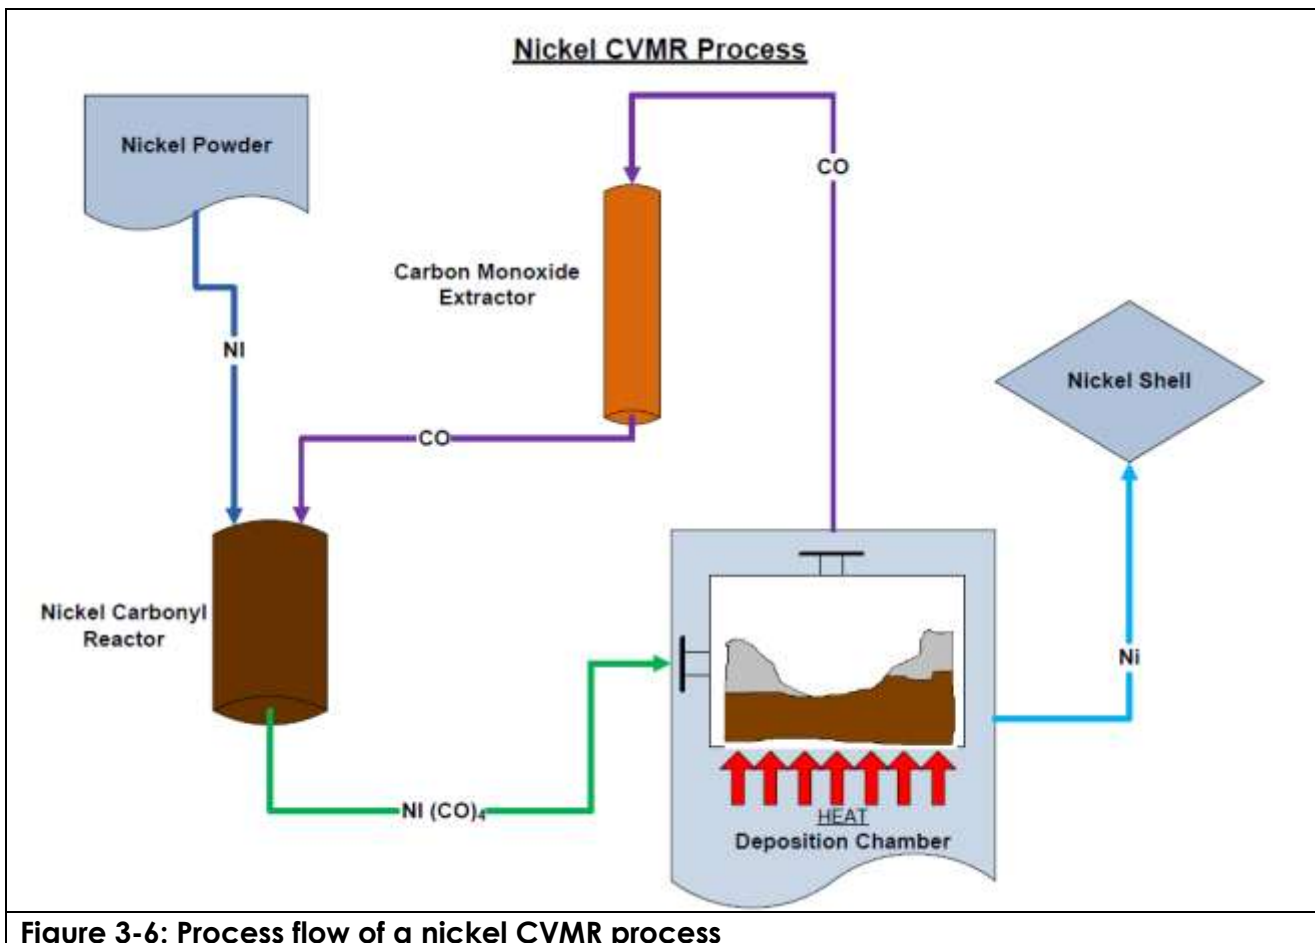 Nickel CVMR Process
Nickel Powder
CO
Carbon Monoxide
Extractor
NI
Nickel Shell
CO
Nickel Carbonyl
Reactor
Ni
NI (CO)₄
HEAT
Deposition Chamber
Figure 3-6: Process flow of a nickel CVMR process